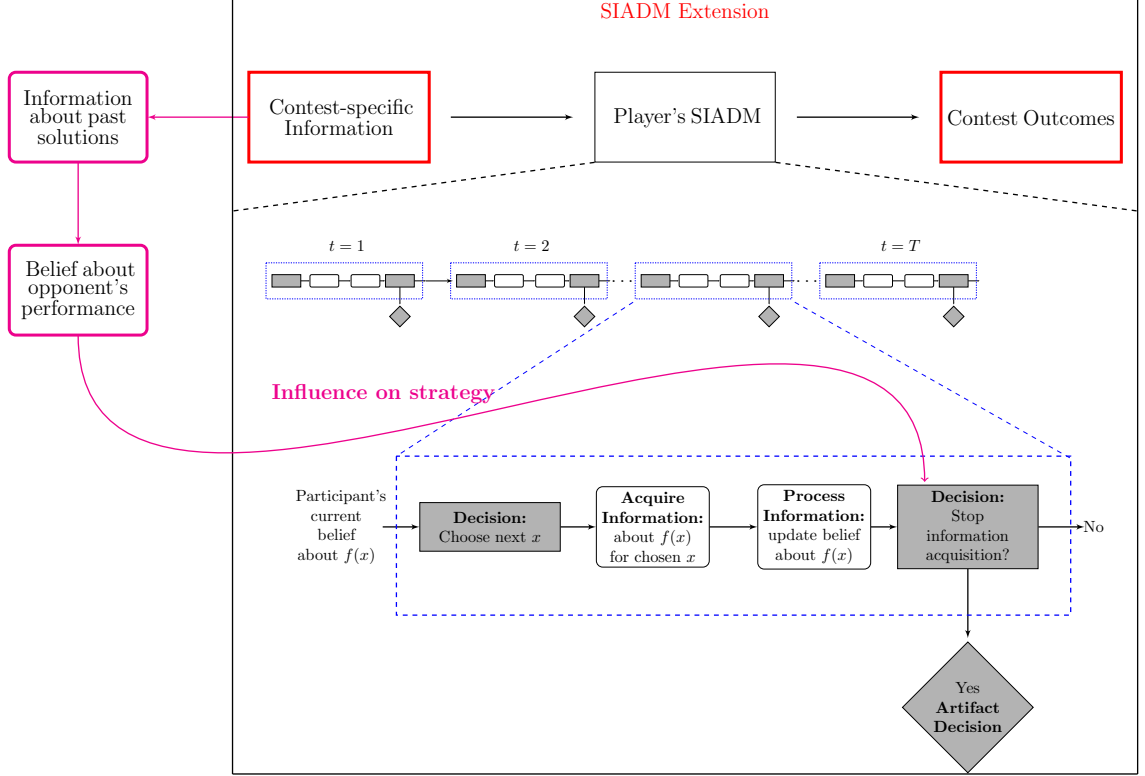 SIADM Extension
Information
about past
solutions
Contest-specific
Information
Player's SIADM
Contest Outcomes
Belief about
opponent's
performance
t = 1
t = 2
t = T
Influence on strategy
Participant's
current
belief
about f(x)
Decision:
Choose next x
Acquire
Information:
about f(x)
for chosen x
Process
Information:
update belief
about f(x)
Decision:
Stop
information
acquisition?
No
Yes
Artifact
Decision